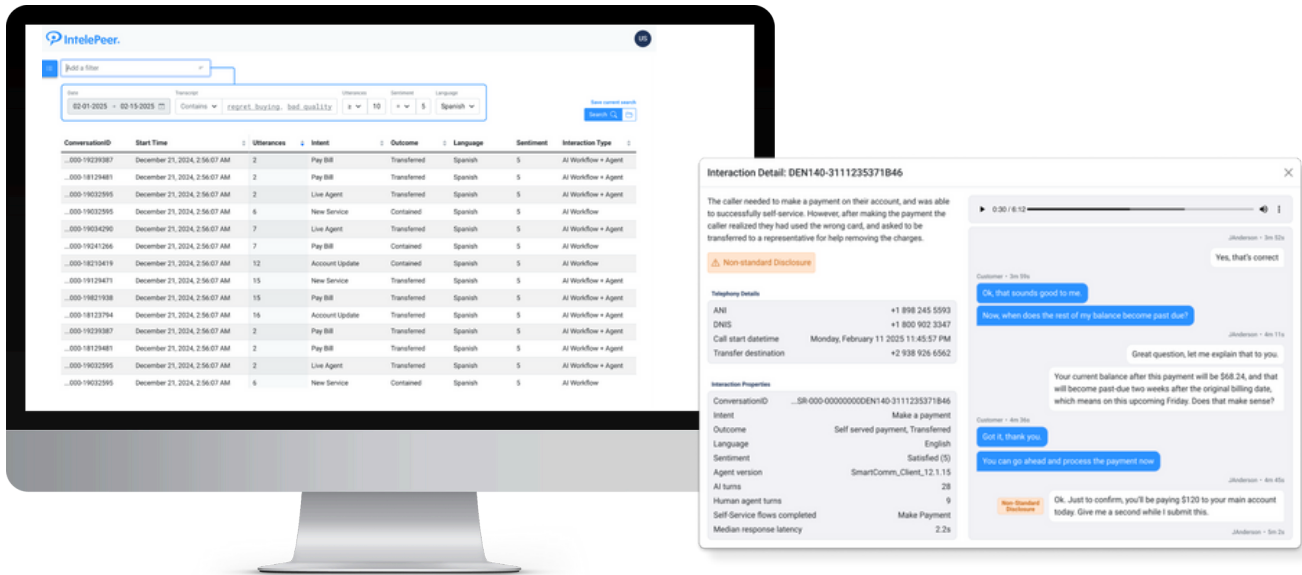 IntelePeer.
US
Add a filter
Date Transcript Utterances Sentiment Language
02-01-2025 - 02-15-2025 Contains regret buying, bad quality ≥ 10 = 5 Spanish
Save current search
Search
ConversationID Start Time Utterances Intent Outcome Language Sentiment Interaction Type
...000-19239387 December 21, 2024, 2:56:07 AM 2 Pay Bill Transferred Spanish 5 AI Workflow + Agent
...000-18129481 December 21, 2024, 2:56:07 AM 2 Pay Bill Transferred Spanish 5 AI Workflow + Agent
...000-19032595 December 21, 2024, 2:56:07 AM 2 Live Agent Transferred Spanish 5 AI Workflow + Agent
...000-19032595 December 21, 2024, 2:56:07 AM 6 New Service Contained Spanish 5 AI Workflow
...000-19034290 December 21, 2024, 2:56:07 AM 7 Live Agent Transferred Spanish 5 AI Workflow + Agent
...000-19241266 December 21, 2024, 2:56:07 AM 7 Pay Bill Contained Spanish 5 AI Workflow
...000-18210419 December 21, 2024, 2:56:07 AM 12 Account Update Contained Spanish 5 AI Workflow
...000-19129471 December 21, 2024, 2:56:07 AM 15 New Service Transferred Spanish 5 AI Workflow + Agent
...000-19821938 December 21, 2024, 2:56:07 AM 15 Pay Bill Transferred Spanish 5 AI Workflow + Agent
...000-18123794 December 21, 2024, 2:56:07 AM 16 Account Update Transferred Spanish 5 AI Workflow + Agent
...000-19239387 December 21, 2024, 2:56:07 AM 2 Pay Bill Transferred Spanish 5 AI Workflow + Agent
...000-18129481 December 21, 2024, 2:56:07 AM 2 Pay Bill Transferred Spanish 5 AI Workflow + Agent
...000-19032595 December 21, 2024, 2:56:07 AM 2 Live Agent Transferred Spanish 5 AI Workflow + Agent
...000-19032595 December 21, 2024, 2:56:07 AM 6 New Service Contained Spanish 5 AI Workflow
Interaction Detail: DEN140-3111235371B46
The caller needed to make a payment on their account, and was able
to successfully self-service. However, after making the payment the
caller realized they had used the wrong card, and asked to be
transferred to a representative for help removing the charges.
Non-standard Disclosure
Telephony Details
ANI +1 898 245 5593
DNIS +1 800 902 3347
Call start datetime Monday, February 11 2025 11:45:57 PM
Transfer destination +2 938 926 6562
Interaction Properties
ConversationID ...SR-000-00000000DEN140-3111235371B46
Intent Make a payment
Outcome Self served payment, Transferred
Language English
Sentiment Satisfied (5)
Agent version SmartComm_Client_12.1.15
AI turns 28
Human agent turns 9
Self-Service flows completed Make Payment
Median response latency 2.2s
0:30 / 6:12
JAnderson • 3m 52s
Yes, that's correct
Customer • 3m 59s
Ok, that sounds good to me.
Now, when does the rest of my balance become past due?
JAnderson • 4m 11s
Great question, let me explain that to you.
Your current balance after this payment will be $68.24, and that
will become past-due two weeks after the original billing date,
which means on this upcoming Friday. Does that make sense?
Customer • 4m 36s
Got it, thank you.
You can go ahead and process the payment now
JAnderson • 4m 45s
Non-Standard
Disclosure
Ok. Just to confirm, you'll be paying $120 to your main account
today. Give me a second while I submit this.
JAnderson • 5m 2s